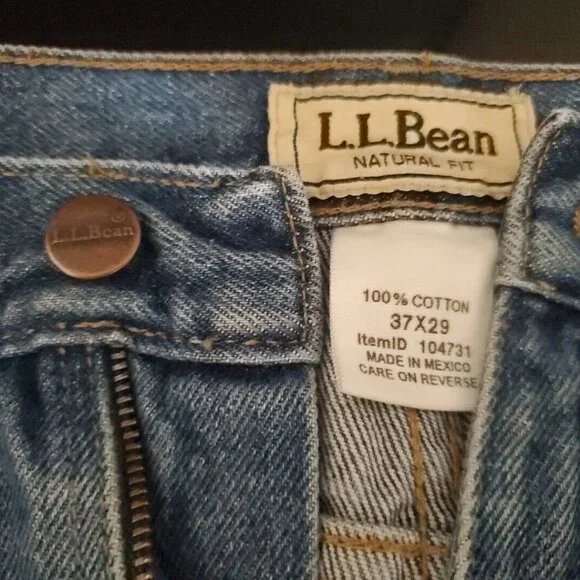 L.L.Bean
NATURAL FIT
L.L.Bean
®
100% COTTON
37X29
ItemID 104731
MADE IN MEXICO
CARE ON REVERSE